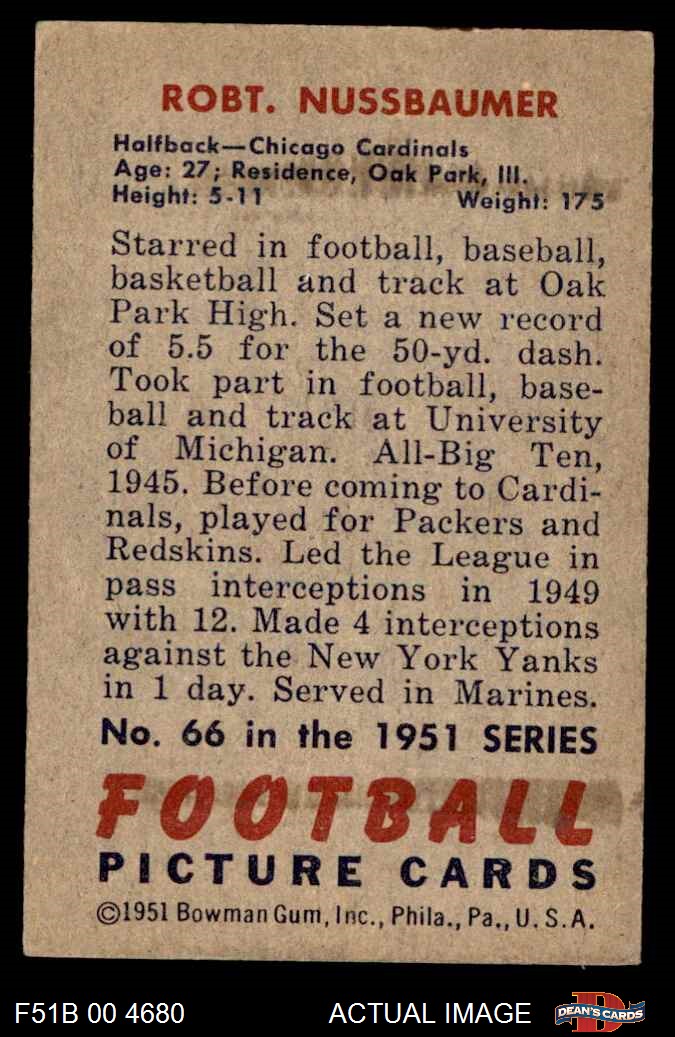 ROBT. NUSSBAUMER
Halfback—Chicago Cardinals
Age: 27; Residence, Oak Park, Ill.
Height: 5-11 Weight: 175
Starred in football, baseball,
basketball and track at Oak
Park High. Set a new record
of 5.5 for the 50-yd. dash.
Took part in football, base-
ball and track at University
of Michigan. All-Big Ten,
1945. Before coming to Cardi-
nals, played for Packers and
Redskins. Led the League in
pass interceptions in 1949
with 12. Made 4 interceptions
against the New York Yanks
in 1 day. Served in Marines.
No. 66 in the 1951 SERIES
FOOTBALL
PICTURE CARDS
©1951 Bowman Gum, Inc., Phila., Pa., U. S. A.
F51B 00 4680 ACTUAL IMAGE DEAN'S CARDS